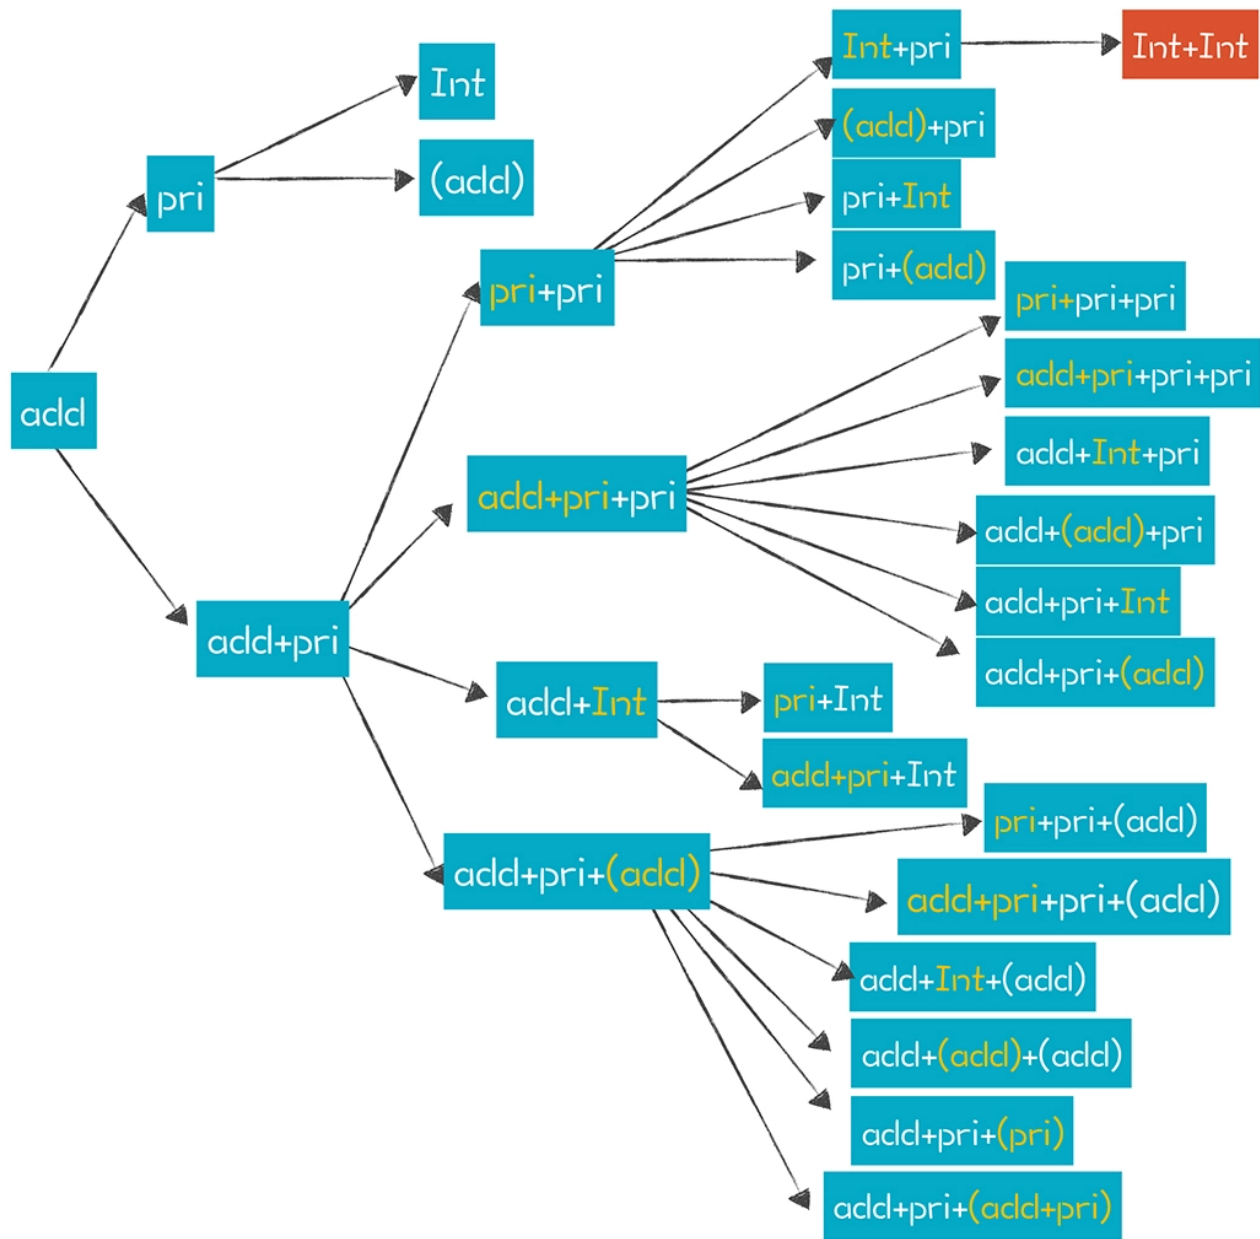 Int+pri
Int+Int
Int
(add)+pri
(add)
pri
pri+Int
pri+(add)
pri+pri
pri+pri+pri
add+pri+pri+pri
add
add+Int+pri
add+pri+pri
add+(add)+pri
add+pri+Int
add+pri
add+pri+(add)
add+Int
pri+Int
add+pri+Int
pri+pri+(add)
add+pri+(add)
add+pri+pri+(add)
add+Int+(add)
add+(add)+(add)
add+pri+(pri)
add+pri+(add+pri)